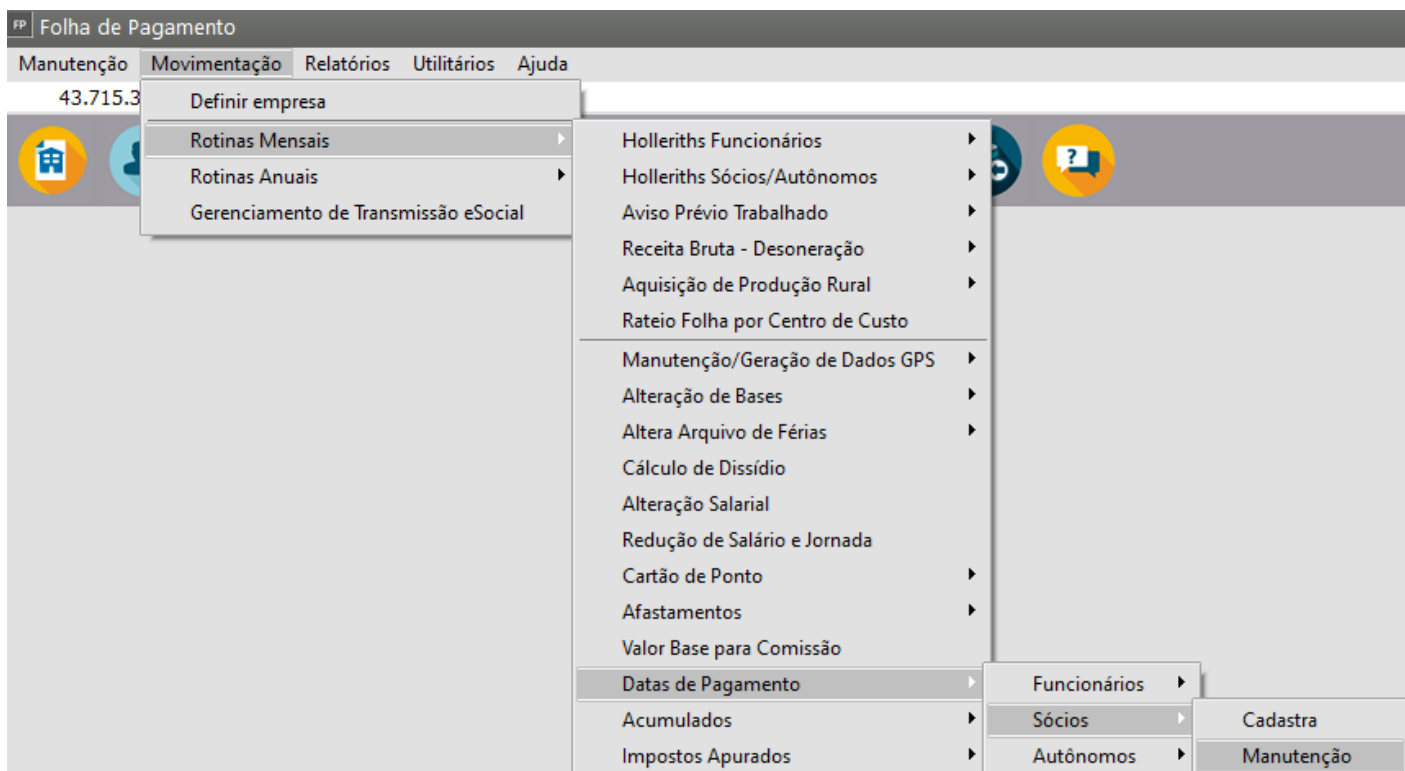 FP Folha de Pagamento
Manutenção Movimentação Relatórios Utilitários Ajuda
43.715.3
Definir empresa
Rotinas Mensais
Rotinas Anuais
Gerenciamento de Transmissão eSocial
Holleriths Funcionários
Holleriths Sócios/Autônomos
Aviso Prévio Trabalhado
Receita Bruta - Desoneração
Aquisição de Produção Rural
Rateio Folha por Centro de Custo
Manutenção/Geração de Dados GPS
Alteração de Bases
Altera Arquivo de Férias
Cálculo de Dissídio
Alteração Salarial
Redução de Salário e Jornada
Cartão de Ponto
Afastamentos
Valor Base para Comissão
Datas de Pagamento
Acumulados
Impostos Apurados
Funcionários
Sócios
Autônomos
Cadastra
Manutenção
?